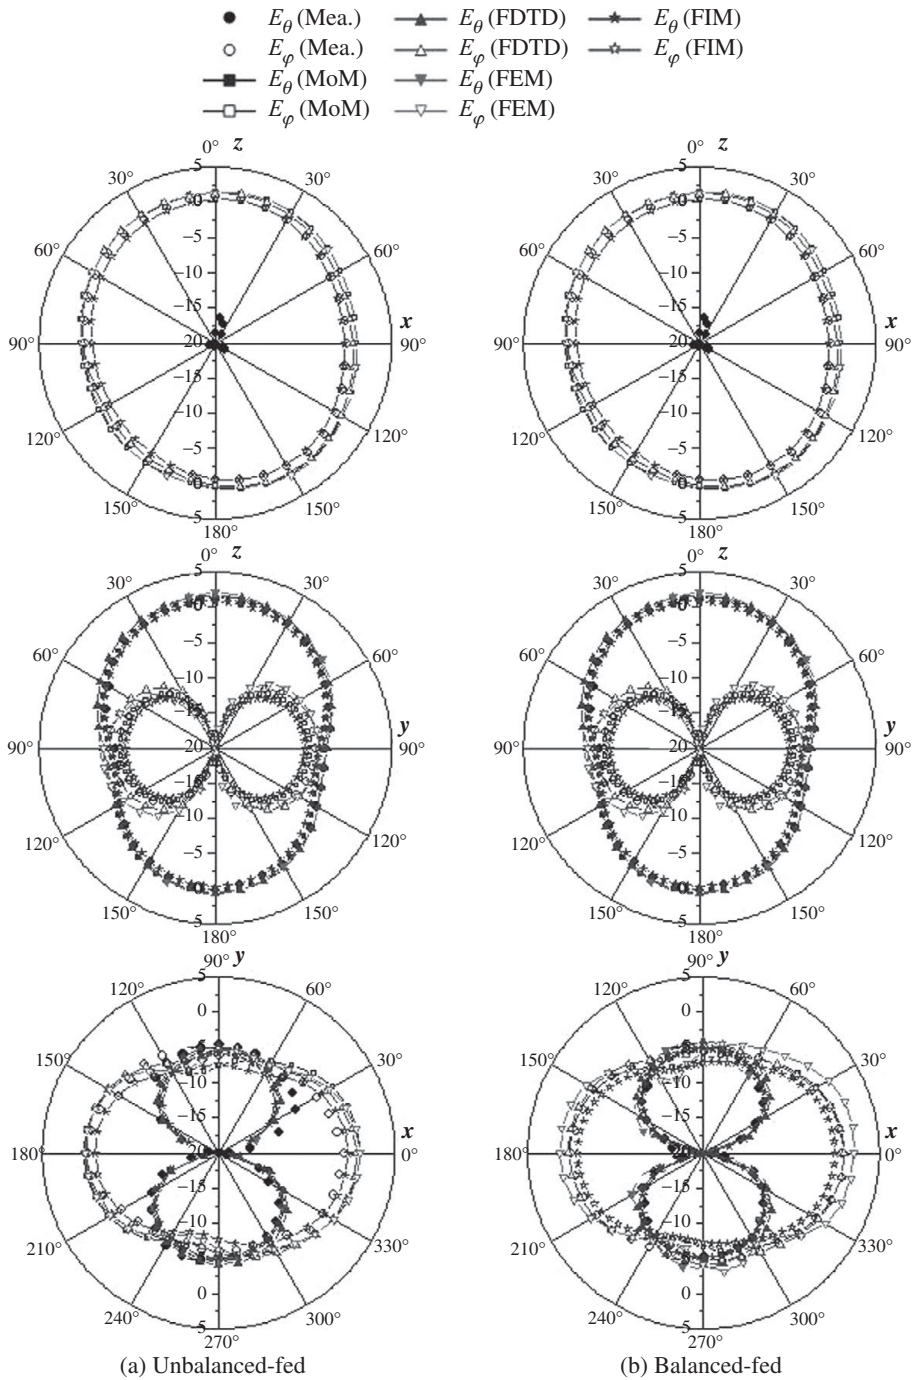 E_θ (Mea.) E_θ (FDTD) E_θ (FIM)
E_φ (Mea.) E_φ (FDTD) E_φ (FIM)
E_θ (MoM) E_θ (FEM)
E_φ (MoM) E_φ (FEM)
0° z 0° z
5 5
30° 30° 30° 30°
0 0
60° 60° 60° 60°
−5 −5
−10 −10
−15 −15
x x
90° 20 90° 90° 20 90°
−15 −15
−10 −10
120° 120° 120° 120°
−5 −5
0 0
150° 150° 150° 150°
5 5
180° 180°
0° z 0° z
5 5
30° 30° 30° 30°
0 0
−5 −5
60° 60° 60° 60°
−10 −10
−15 −15
y y
90° 20 90° 90° 20 90°
−15 −15
−10 −10
120° 120° 120° 120°
−5 −5
0 0
150° 150° 150° 150°
5 5
180° 180°
90° y 90° y
5 5
120° 60° 120° 60°
0 0
150° 30° 150° 30°
−10 −10
−15 −15
x x
180° 20 0° 180° 20 0°
−15 −15
−10 −10
210° 330° 210° 330°
0 0
240° 300° 240° 300°
5 5
270° 270°
(a) Unbalanced-fed (b) Balanced-fed